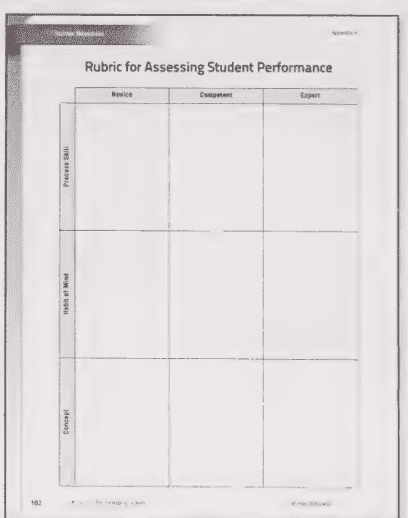 Rubric for Assessing Student Performance
Novice Competent Expert
Process Skill
Habit of Mind
Concept
182